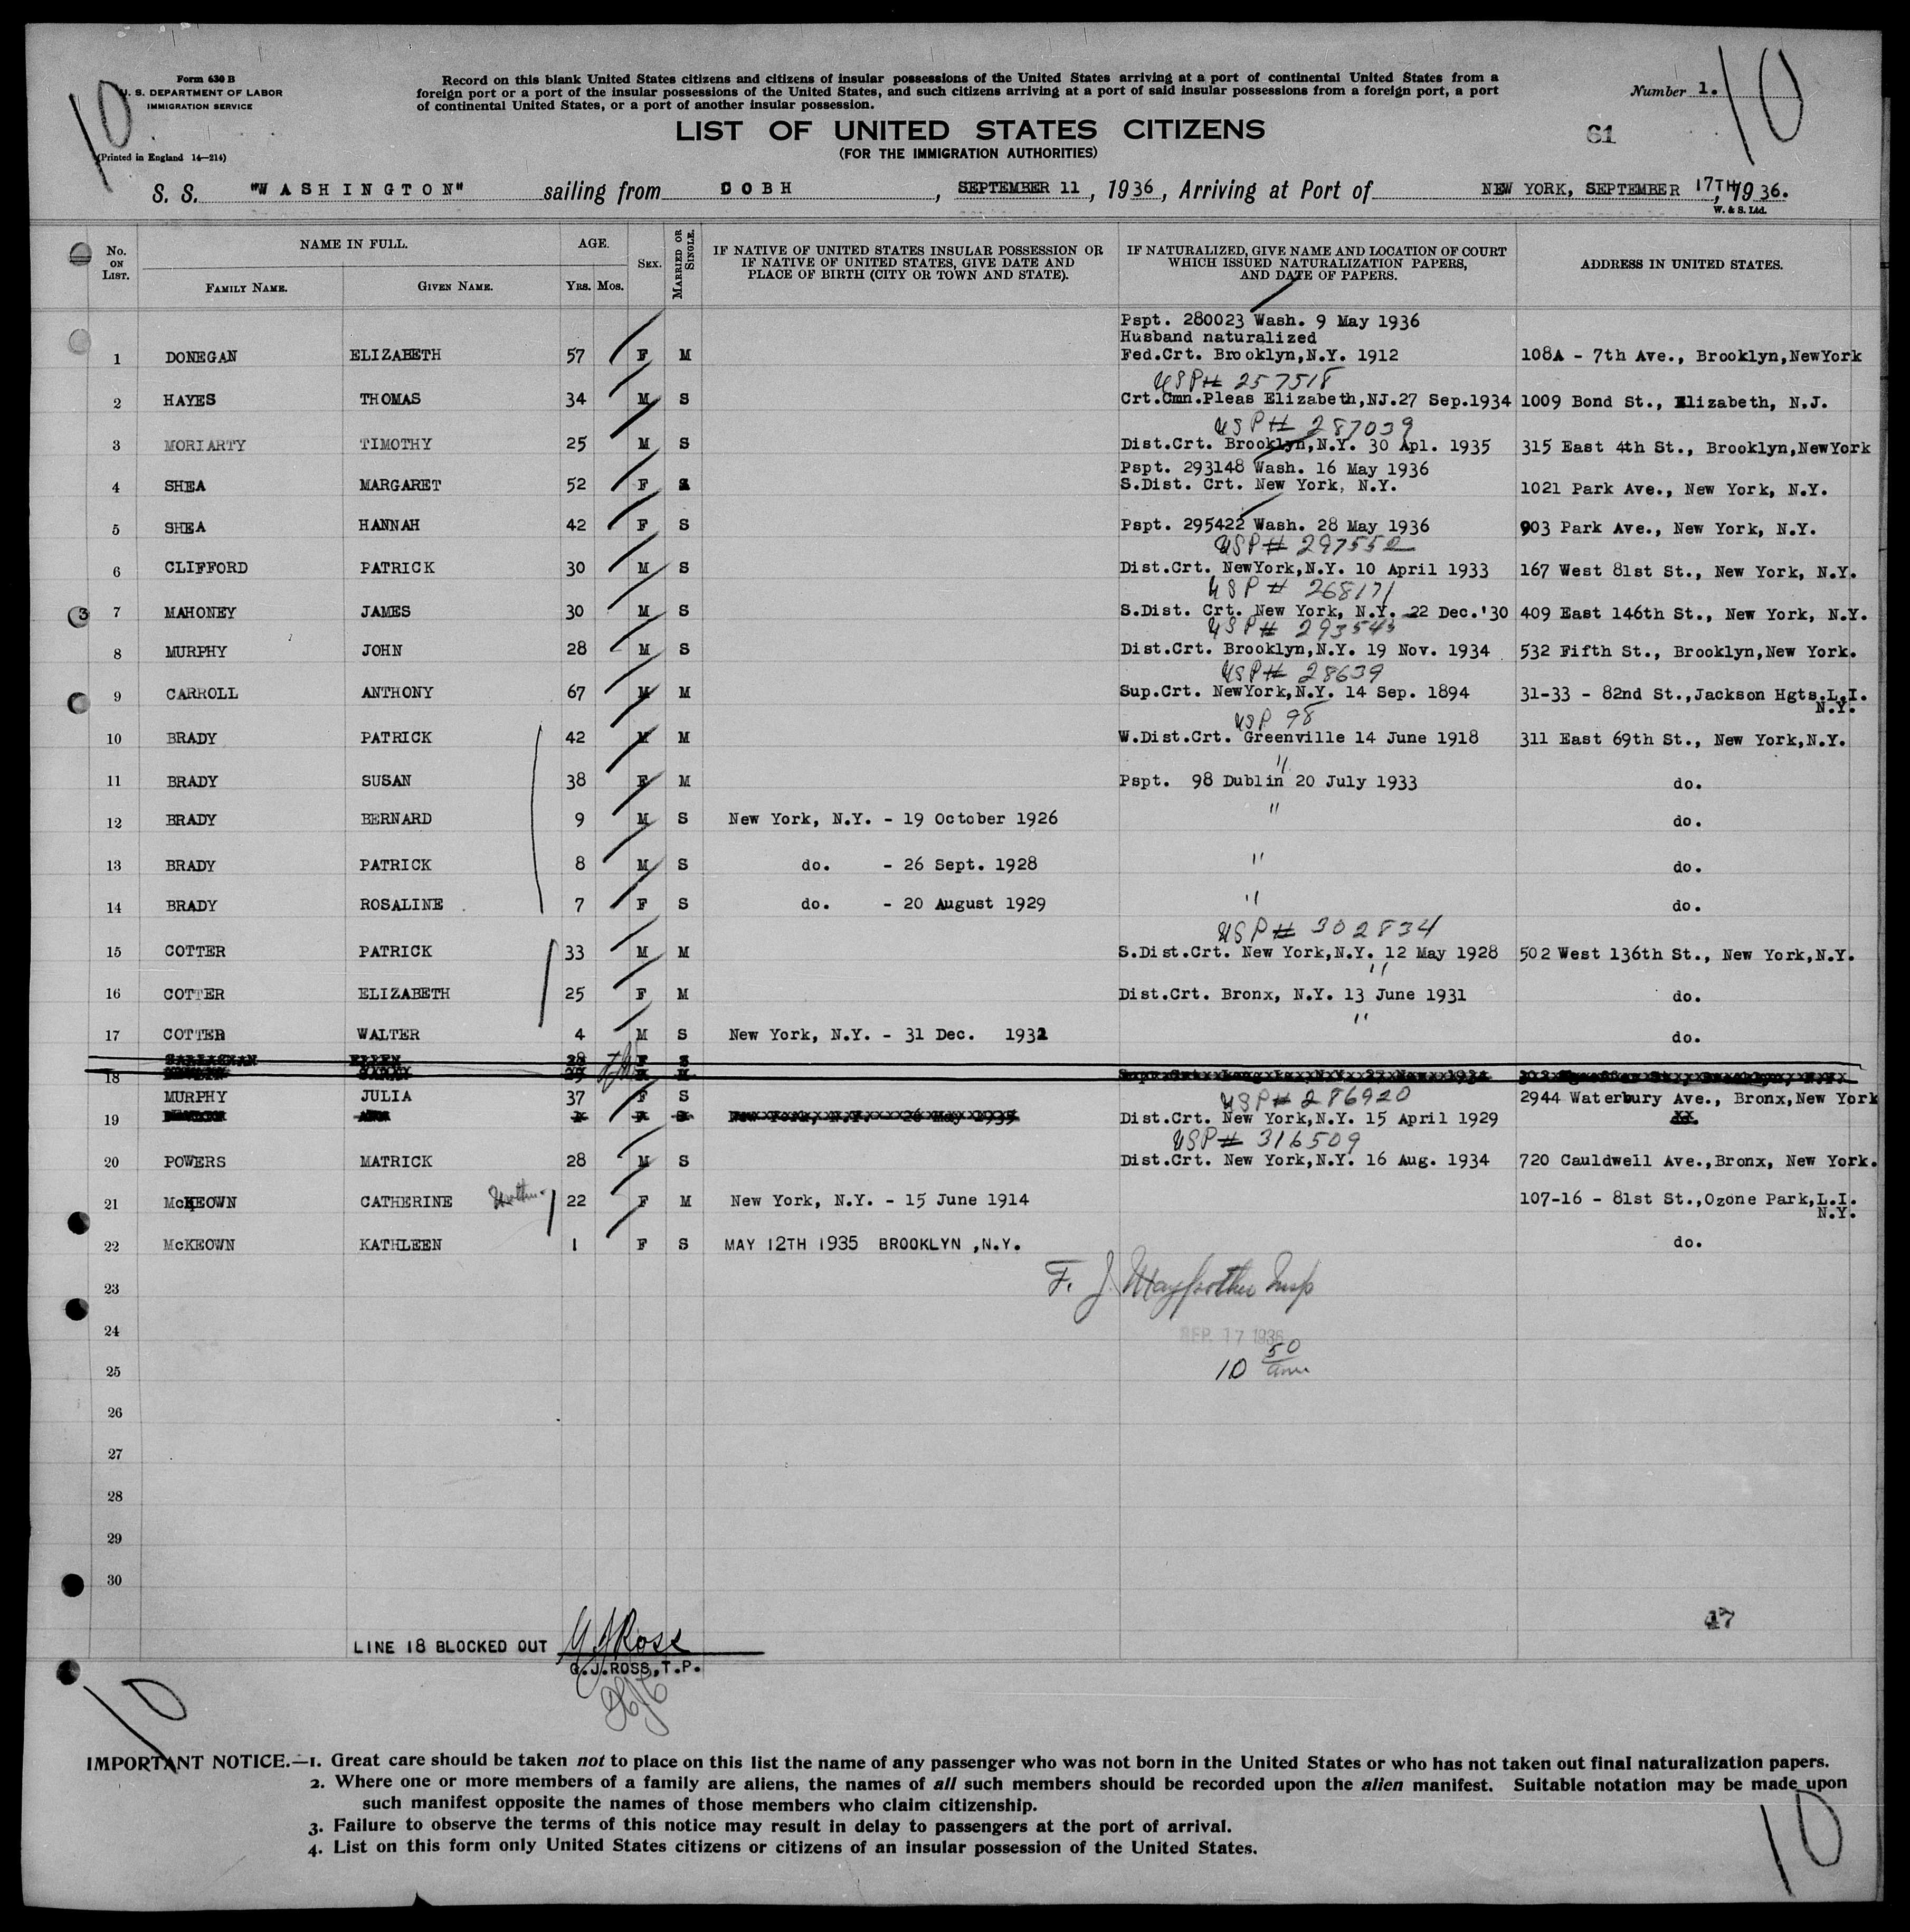 Form 630 B
U. S. DEPARTMENT OF LABOR
IMMIGRATION SERVICE
(Printed in England 14—214)
10
Record on this blank United States citizens and citizens of insular possessions of the United States arriving at a port of continental United States from a
foreign port or a port of the insular possessions of the United States, and such citizens arriving at a port of said insular possessions from a foreign port, a port
of continental United States, or a port of another insular possession.
Number 1.
10
LIST OF UNITED STATES CITIZENS
(FOR THE IMMIGRATION AUTHORITIES)
61
S. S. "WASHINGTON" sailing from COBH, SEPTEMBER 11, 1936, Arriving at Port of NEW YORK, SEPTEMBER 17TH, 1936.
W. & S. Ltd.
No. ON LIST. NAME IN FULL. FAMILY NAME. GIVEN NAME. AGE. YRS. MOS. SEX. MARRIED OR SINGLE. IF NATIVE OF UNITED STATES INSULAR POSSESSION OR IF NATIVE OF UNITED STATES, GIVE DATE AND PLACE OF BIRTH (CITY OR TOWN AND STATE). IF NATURALIZED, GIVE NAME AND LOCATION OF COURT WHICH ISSUED NATURALIZATION PAPERS, AND DATE OF PAPERS. ADDRESS IN UNITED STATES.
Pspt. 280023 Wash. 9 May 1936
Husband naturalized
1 DONEGAN ELIZABETH 57 F M Fed.Crt. Brooklyn,N.Y. 1912 108A - 7th Ave., Brooklyn,NewYork
USP# 257518
2 HAYES THOMAS 34 M S Crt.Cmn.Pleas Elizabeth,NJ.27 Sep.1934 1009 Bond St., Elizabeth, N.J.
USP# 287039
3 MORIARTY TIMOTHY 25 M S Dist.Crt. Brooklyn,N.Y. 30 Apl. 1935 315 East 4th St., Brooklyn,NewYork
Pspt. 293148 Wash. 16 May 1936
4 SHEA MARGARET 52 F S.Dist. Crt. New York, N.Y. 1021 Park Ave., New York, N.Y.
5 SHEA HANNAH 42 F S Pspt. 295422 Wash. 28 May 1936 903 Park Ave., New York, N.Y.
USP# 297552
6 CLIFFORD PATRICK 30 M S Dist.Crt. NewYork,N.Y. 10 April 1933 167 West 81st St., New York, N.Y.
USP # 268171
7 MAHONEY JAMES 30 M S S.Dist. Crt. New York, N.Y. 22 Dec.'30 409 East 146th St., New York, N.Y.
USP# 293543
8 MURPHY JOHN 28 M S Dist.Crt. Brooklyn,N.Y. 19 Nov. 1934 532 Fifth St., Brooklyn,New York.
USP# 28639
9 CARROLL ANTHONY 67 M M Sup.Crt. NewYork,N.Y. 14 Sep. 1894 31-33 - 82nd St.,Jackson Hgts.L.I.
N.Y.
USP 98
10 BRADY PATRICK 42 M M W.Dist.Crt. Greenville 14 June 1918 311 East 69th St., New York,N.Y.
"
11 BRADY SUSAN 38 F M Pspt. 98 Dublin 20 July 1933 do.
12 BRADY BERNARD 9 M S New York, N.Y. - 19 October 1926 " do.
13 BRADY PATRICK 8 M S do. - 26 Sept. 1928 " do.
14 BRADY ROSALINE 7 F S do. - 20 August 1929 " do.
USP# 302834
15 COTTER PATRICK 33 M M S.Dist.Crt. New York,N.Y. 12 May 1928 502 West 136th St., New York,N.Y.
"
16 COTTER ELIZABETH 25 F M Dist.Crt. Bronx, N.Y. 13 June 1931 do.
"
17 COTTER WALTER 4 M S New York, N.Y. - 31 Dec. 1931 do.
ELLEN 28 F S
18
MURPHY JULIA 37 F S USP# 286920 2944 Waterbury Ave., Bronx,New York
19 New York, N.Y. 26 May 1935 Dist.Crt. New York,N.Y. 15 April 1929
USP# 316509
20 POWERS MATRICK 28 M S Dist.Crt. New York,N.Y. 16 Aug. 1934 720 Cauldwell Ave.,Bronx, New York.
21 McKEOWN CATHERINE 22 F M New York, N.Y. - 15 June 1914 107-16 - 81st St.,Ozone Park,L.I.
N.Y.
22 McKEOWN KATHLEEN 1 F S MAY 12TH 1935 BROOKLYN ,N.Y. do.
23
F. J.
24
SEP. 17 1936
25
10 50 am
26
27
28
29
30
47
LINE 18 BLOCKED OUT G J Ross
G.J.ROSS,T.P.
10
IMPORTANT NOTICE.—1. Great care should be taken not to place on this list the name of any passenger who was not born in the United States or who has not taken out final naturalization papers.
2. Where one or more members of a family are aliens, the names of all such members should be recorded upon the alien manifest. Suitable notation may be made upon
such manifest opposite the names of those members who claim citizenship.
3. Failure to observe the terms of this notice may result in delay to passengers at the port of arrival.
4. List on this form only United States citizens or citizens of an insular possession of the United States.
10